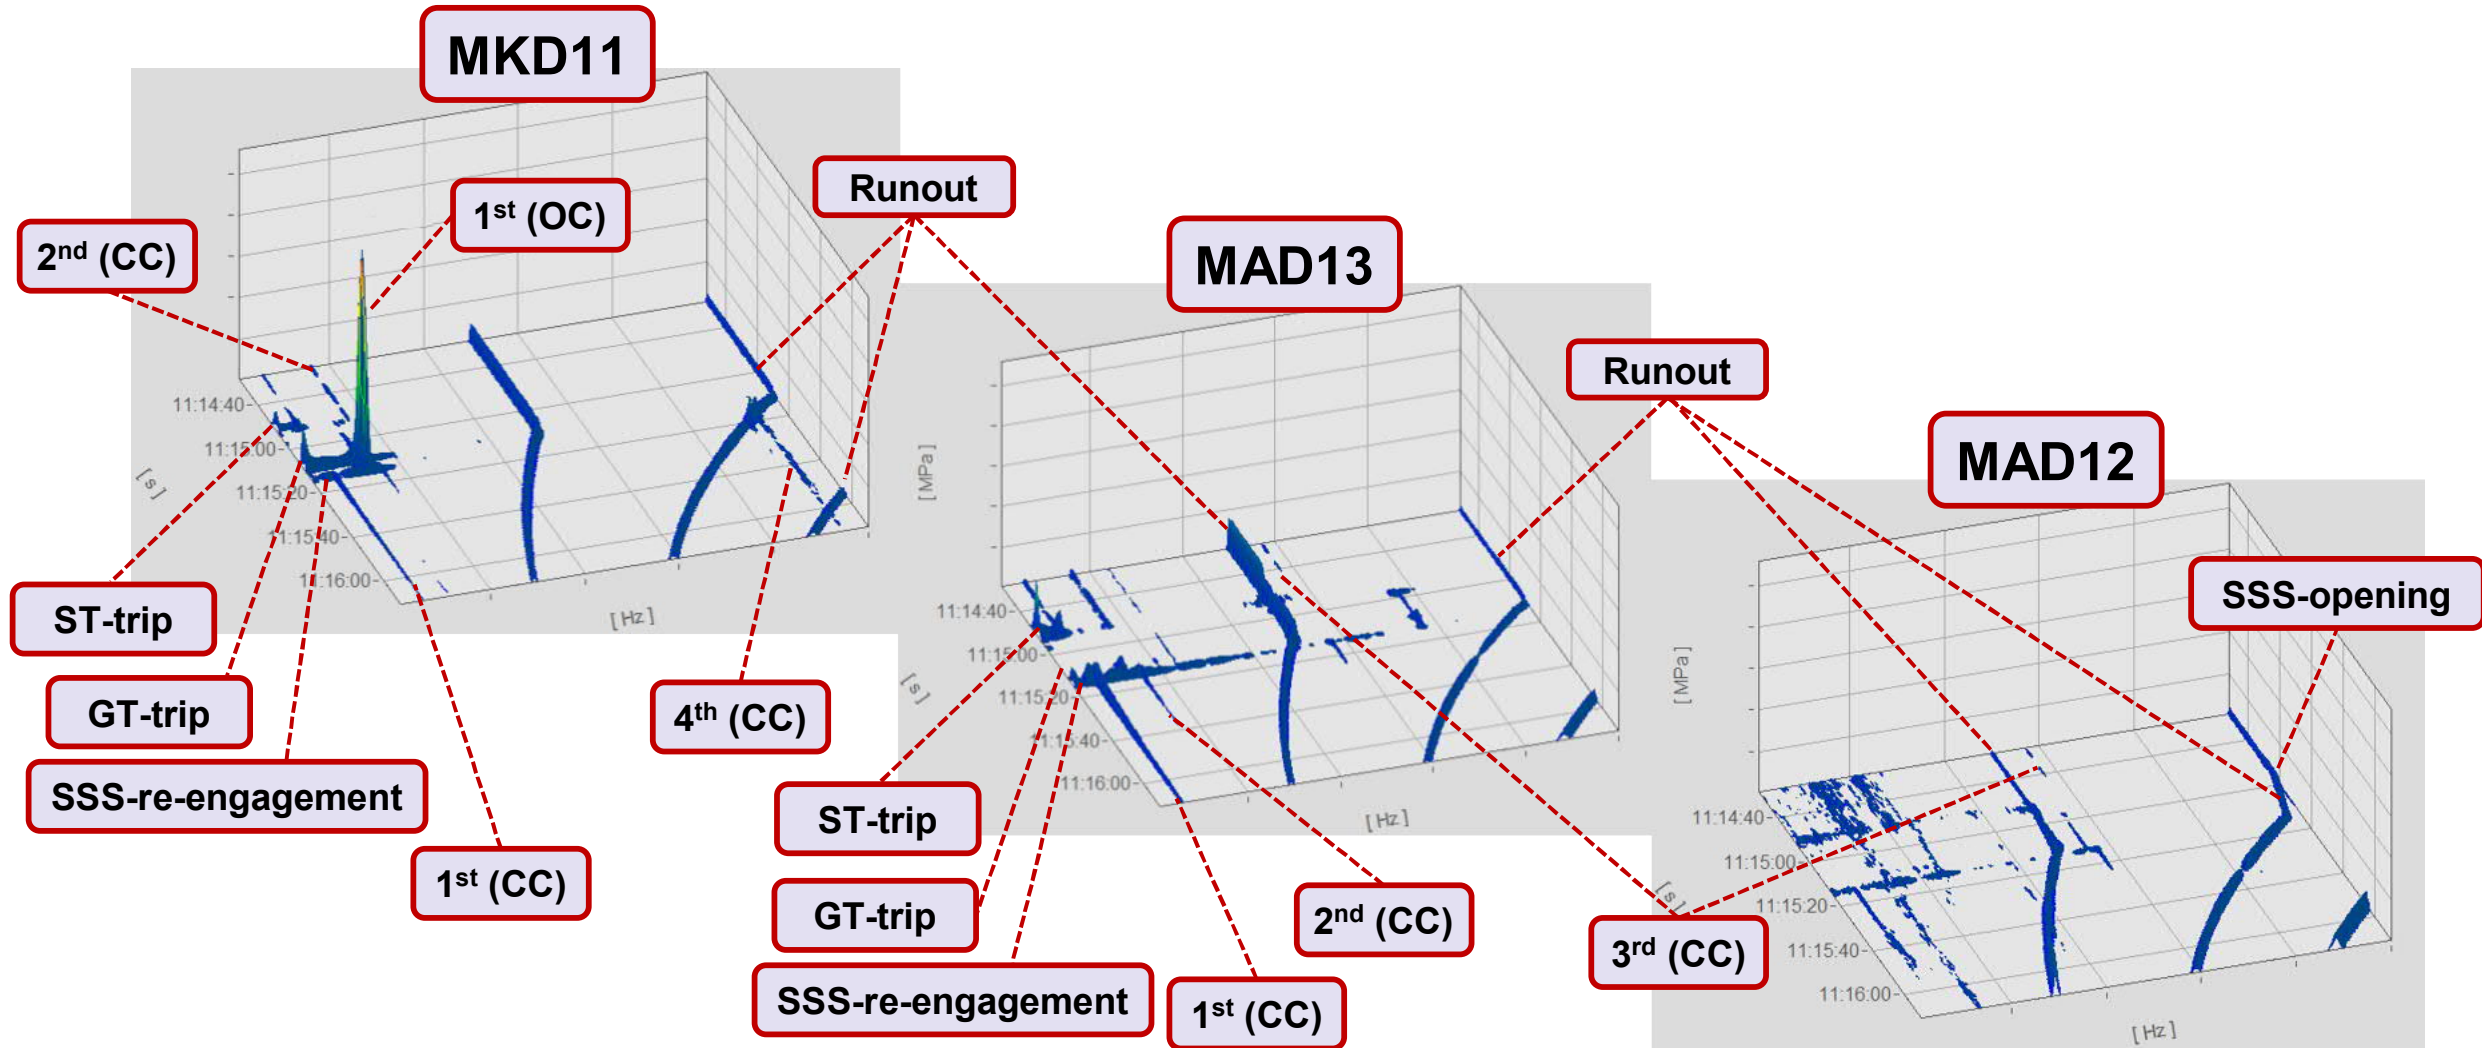 MKD11
1st (OC)
Runout
2nd (CC)
11:14:40
11:15:00
11:15:20
11:15:40
11:16:00
[ s ]
[ Hz ]
ST-trip
GT-trip
SSS-re-engagement
1st (CC)
4th (CC)
MAD13
[ MPa ]
11:14:40
11:15:00
11:15:20
11:15:40
11:16:00
[ s ]
[ Hz ]
ST-trip
GT-trip
SSS-re-engagement
1st (CC)
2nd (CC)
Runout
3rd (CC)
MAD12
SSS-opening
[ MPa ]
11:14:40
11:15:00
11:15:20
11:15:40
11:16:00
[ s ]
[ Hz ]